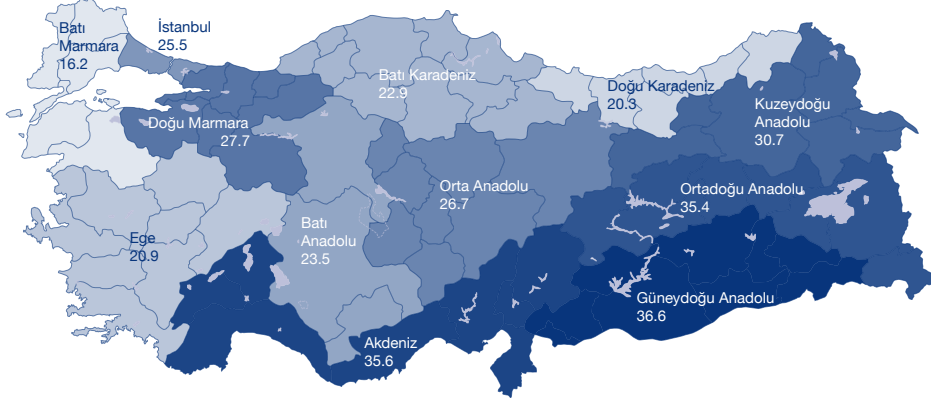 Batı
Marmara
16.2
İstanbul
25.5
Batı Karadeniz
22.9
Doğu Karadeniz
20.3
Kuzeydoğu
Anadolu
30.7
Doğu Marmara
27.7
Orta Anadolu
26.7
Ortadoğu Anadolu
35.4
Ege
20.9
Batı
Anadolu
23.5
Güneydoğu Anadolu
36.6
Akdeniz
35.6